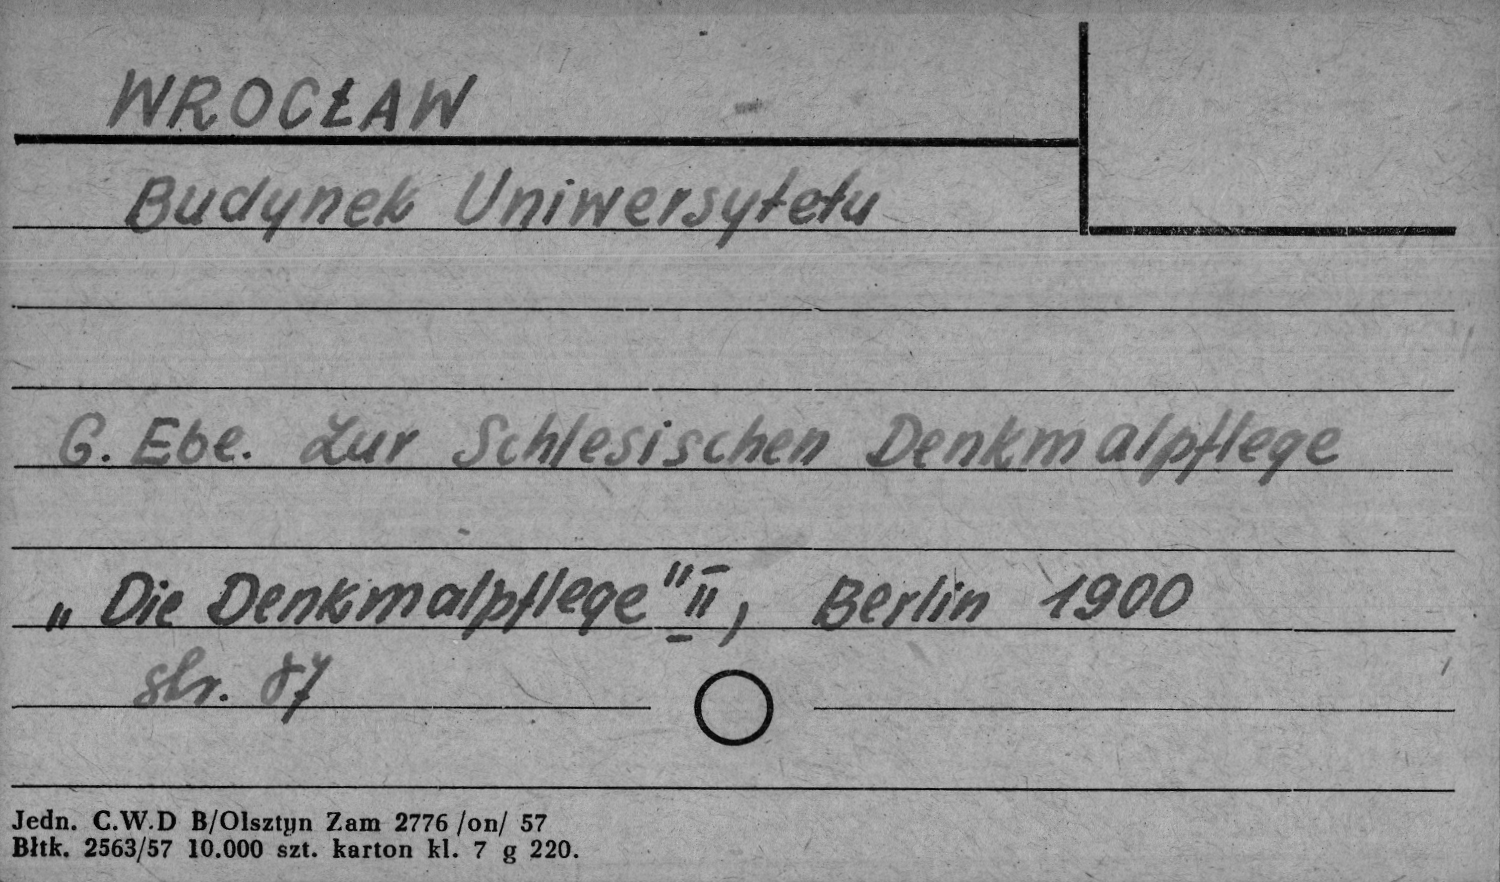 WROCŁAW
Budynek Uniwersytetu
G. Ebe. Zur Schlesischen Denkmalpflege
„Die Denkmalpflege" II, Berlin 1900
str. 87
Jedn. C.W.D B/Olsztyn Zam 2776 /on/ 57
Błtk. 2563/57 10.000 szt. karton kl. 7 g 220.